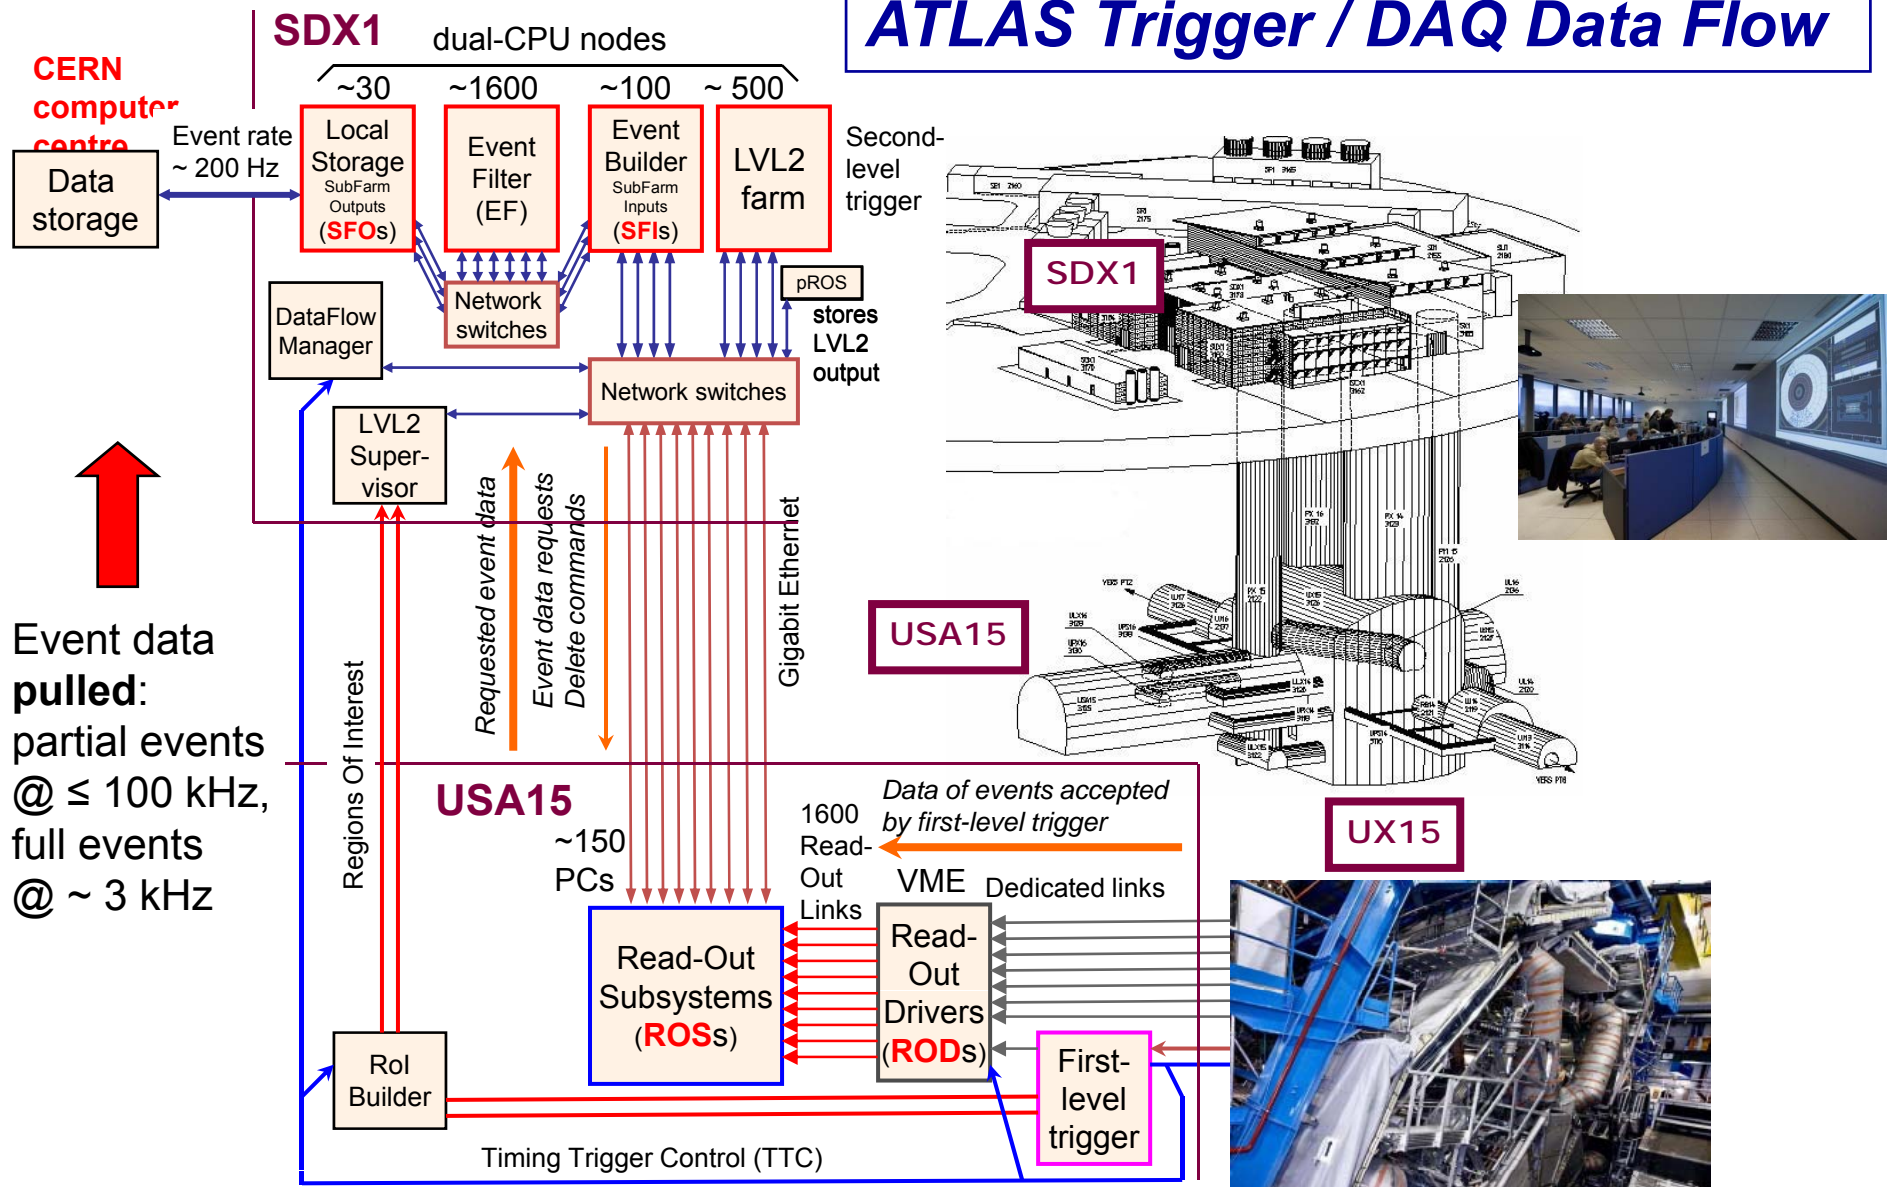 ATLAS Trigger / DAQ Data Flow
SDX1
dual-CPU nodes
CERN
computer
centre
~30
~1600
~100
~ 500
Event rate
~ 200 Hz
Data
storage
Local
Storage
SubFarm
Outputs
(SFOs)
Event
Filter
(EF)
Event
Builder
SubFarm
Inputs
(SFIs)
LVL2
farm
Second-
level
trigger
pROS
stores
LVL2
output
Network
switches
DataFlow
Manager
Network switches
LVL2
Super-
visor
Requested event data
Event data requests
Delete commands
Gigabit Ethernet
Regions Of Interest
Event data
pulled:
partial events
@ ≤ 100 kHz,
full events
@ ~ 3 kHz
USA15
~150
PCs
1600
Read-
Out
Links
Data of events accepted
by first-level trigger
VME
Dedicated links
Read-Out
Subsystems
(ROSs)
Read-
Out
Drivers
(RODs)
First-
level
trigger
RoI
Builder
Timing Trigger Control (TTC)
SDX1
USA15
UX15